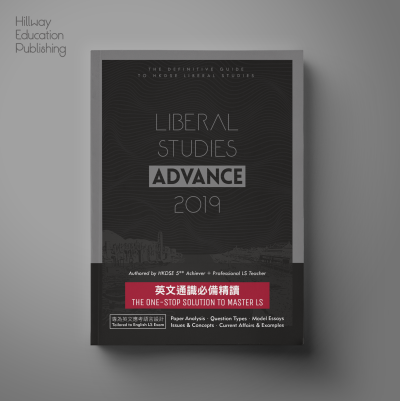 Hillway
Education
Publishing
THE DEFINITIVE GUIDE
TO HKDSE LIBERAL STUDIES
LIBERAL
STUDIES
ADVANCE
2019
Authored by HKDSE 5** Achiever + Professional LS Teacher
英文通識必備精讀
THE ONE-STOP SOLUTION TO MASTER LS
專為英文應考課程設計
Tailored to English LS Exam
Paper Analysis · Question Types · Model Essays
Issues & Concepts · Current Affairs & Examples